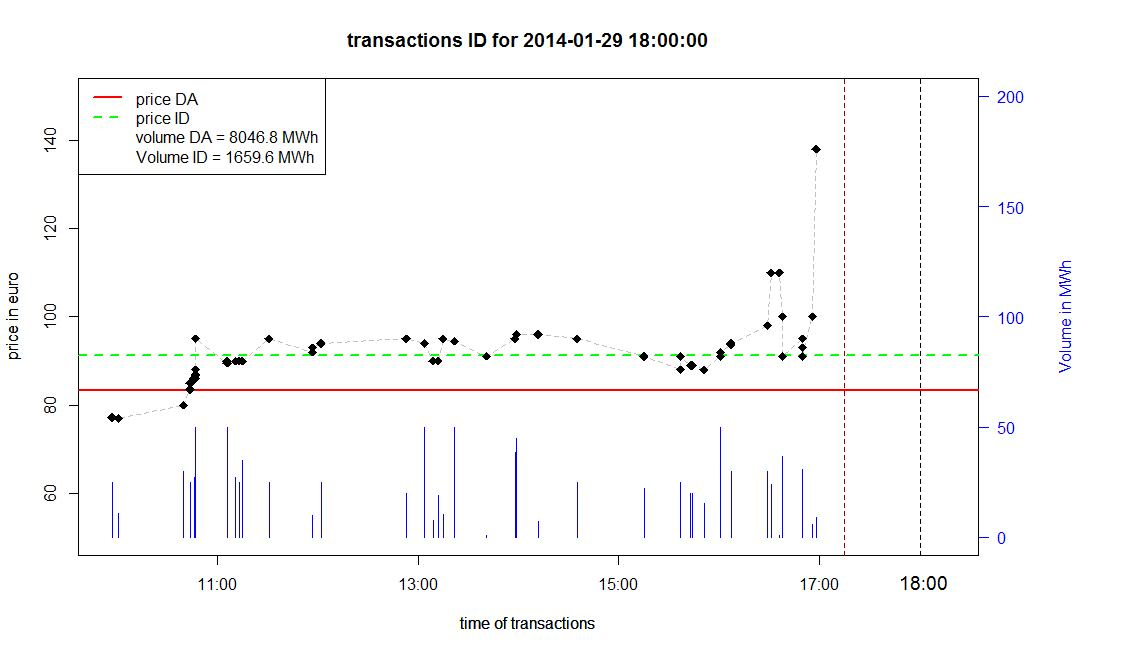 transactions ID for 2014-01-29 18:00:00
price DA
price ID
volume DA = 8046.8 MWh
Volume ID = 1659.6 MWh
price in euro
140
120
100
80
60
200
150
100
50
0
Volume in MWh
11:00
13:00
15:00
17:00
18:00
time of transactions